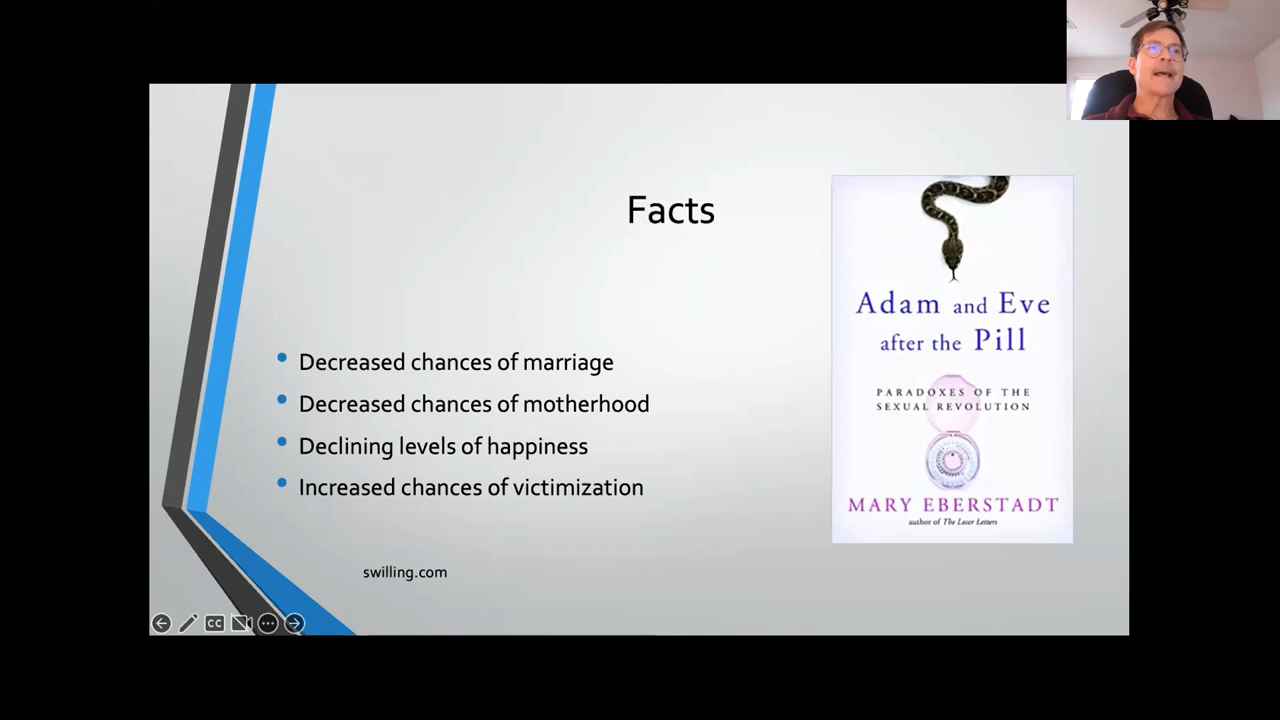 Facts
Decreased chances of marriage
Decreased chances of motherhood
Declining levels of happiness
Increased chances of victimization
swilling.com
Adam and Eve
after the Pill
PARADOXES OF THE
SEXUAL REVOLUTION
MARY EBERSTADT
author of The Loser Letters
CC